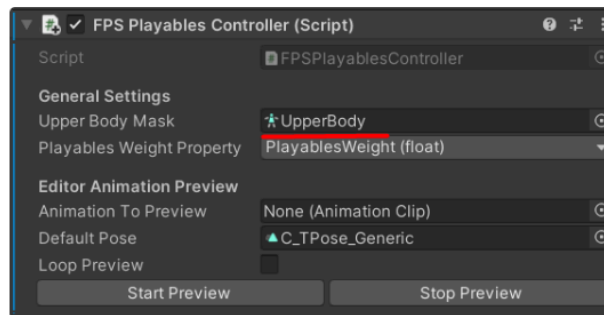 FPS Playables Controller (Script)
Script FPSPlayablesController
General Settings
Upper Body Mask UpperBody
Playables Weight Property PlayablesWeight (float)
Editor Animation Preview
Animation To Preview None (Animation Clip)
Default Pose C_TPose_Generic
Loop Preview
Start Preview Stop Preview